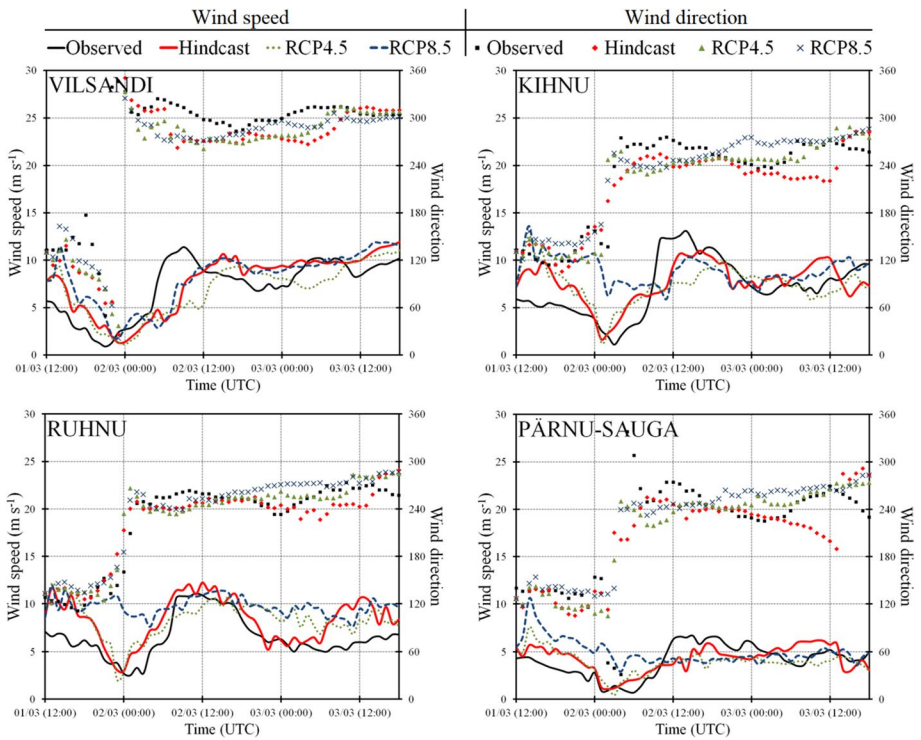 Wind speed Wind direction
Observed Hindcast RCP4.5 RCP8.5 Observed Hindcast RCP4.5 RCP8.5
VILSANDI
30 25 20 15 10 5 0
Wind speed (m s⁻¹)
360 300 240 180 120 60 0
Wind direction
01/03 (12:00) 02/03 (00:00) 02/03 (12:00) 03/03 (00:00) 03/03 (12:00)
Time (UTC)
KIHNU
30 25 20 15 10 5 0
Wind speed (m s⁻¹)
360 300 240 180 120 60 0
Wind direction
01/03 (12:00) 02/03 (00:00) 02/03 (12:00) 03/03 (00:00) 03/03 (12:00)
Time (UTC)
RUHNU
30 25 20 15 10 5 0
Wind speed (m s⁻¹)
360 300 240 180 120 60 0
Wind direction
01/03 (12:00) 02/03 (00:00) 02/03 (12:00) 03/03 (00:00) 03/03 (12:00)
Time (UTC)
PÄRNU-SAUGA
30 25 20 15 10 5 0
Wind speed (m s⁻¹)
360 300 240 180 120 60 0
Wind direction
01/03 (12:00) 02/03 (00:00) 02/03 (12:00) 03/03 (00:00) 03/03 (12:00)
Time (UTC)